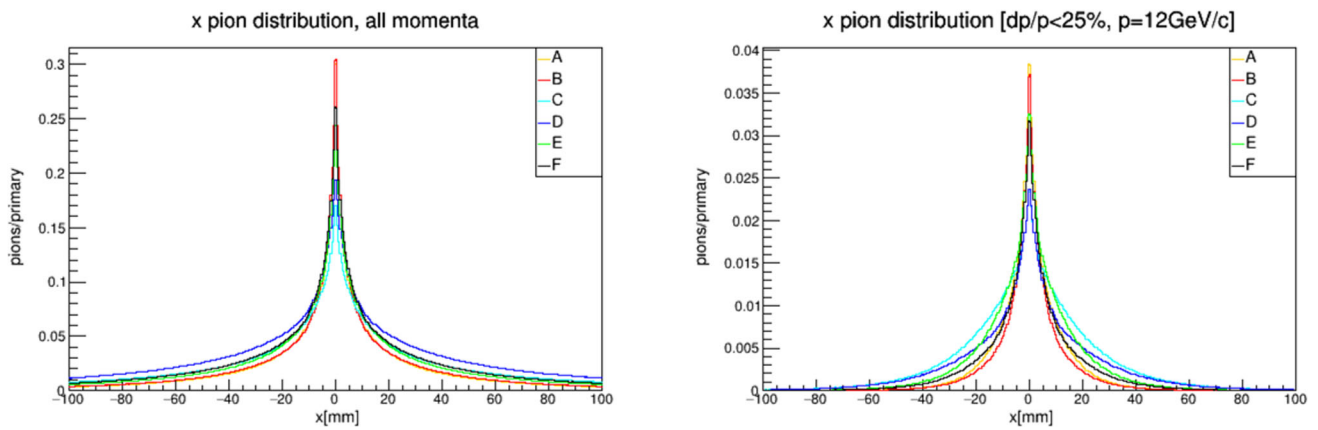 x pion distribution, all momenta
pions/primary
0.3
0.25
0.2
0.15
0.1
0.05
0
−100 −80 −60 −40 −20 0 20 40 60 80 100
x[mm]
A
B
C
D
E
F
x pion distribution [dp/p<25%, p=12GeV/c]
pions/primary
0.04
0.035
0.03
0.025
0.02
0.015
0.01
0.005
0
−100 −80 −60 −40 −20 0 20 40 60 80 100
x[mm]
A
B
C
D
E
F